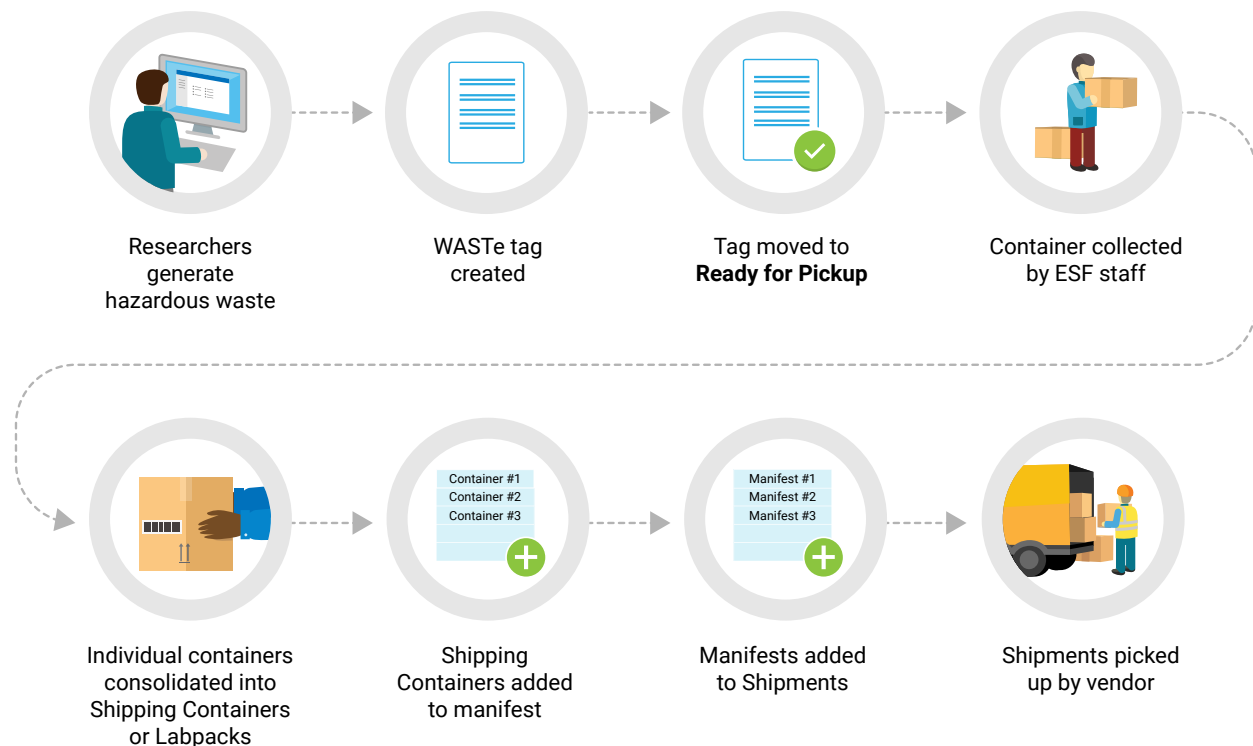 Researchers
generate
hazardous waste
WASTe tag
created
Tag moved to
Ready for Pickup
Container collected
by ESF staff
Individual containers
consolidated into
Shipping Containers
or Labpacks
Container #1
Container #2
Container #3
Shipping
Containers added
to manifest
Manifest #1
Manifest #2
Manifest #3
Manifests added
to Shipments
Shipments picked
up by vendor